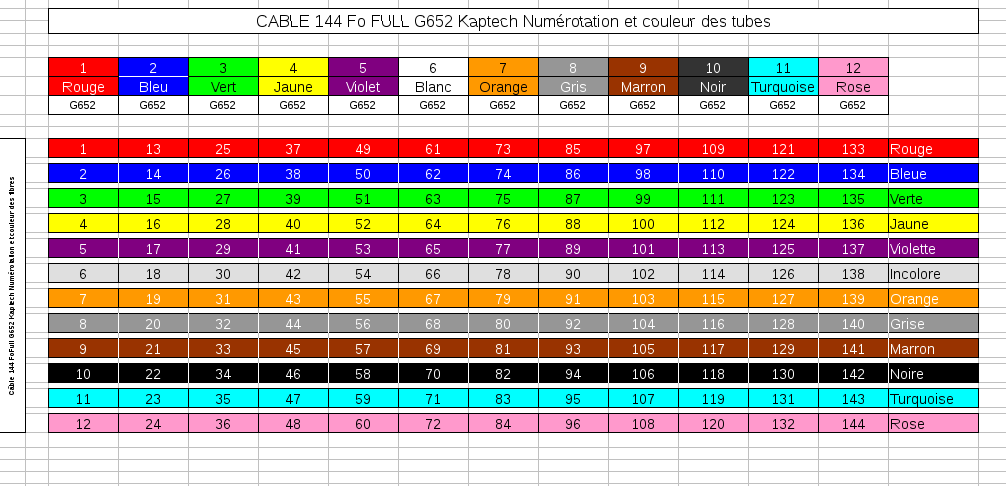 CABLE 144 Fo FULL G652 Kaptech Numérotation et couleur des tubes
1 2 3 4 5 6 7 8 9 10 11 12
Rouge Bleu Vert Jaune Violet Blanc Orange Gris Marron Noir Turquoise Rose
G652 G652 G652 G652 G652 G652 G652 G652 G652 G652 G652 G652
Câble 144 FoFull G652 Kaptech Numérotation et couleur des fibres
1 13 25 37 49 61 73 85 97 109 121 133 Rouge
2 14 26 38 50 62 74 86 98 110 122 134 Bleue
3 15 27 39 51 63 75 87 99 111 123 135 Verte
4 16 28 40 52 64 76 88 100 112 124 136 Jaune
5 17 29 41 53 65 77 89 101 113 125 137 Violette
6 18 30 42 54 66 78 90 102 114 126 138 Incolore
7 19 31 43 55 67 79 91 103 115 127 139 Orange
8 20 32 44 56 68 80 92 104 116 128 140 Grise
9 21 33 45 57 69 81 93 105 117 129 141 Marron
10 22 34 46 58 70 82 94 106 118 130 142 Noire
11 23 35 47 59 71 83 95 107 119 131 143 Turquoise
12 24 36 48 60 72 84 96 108 120 132 144 Rose